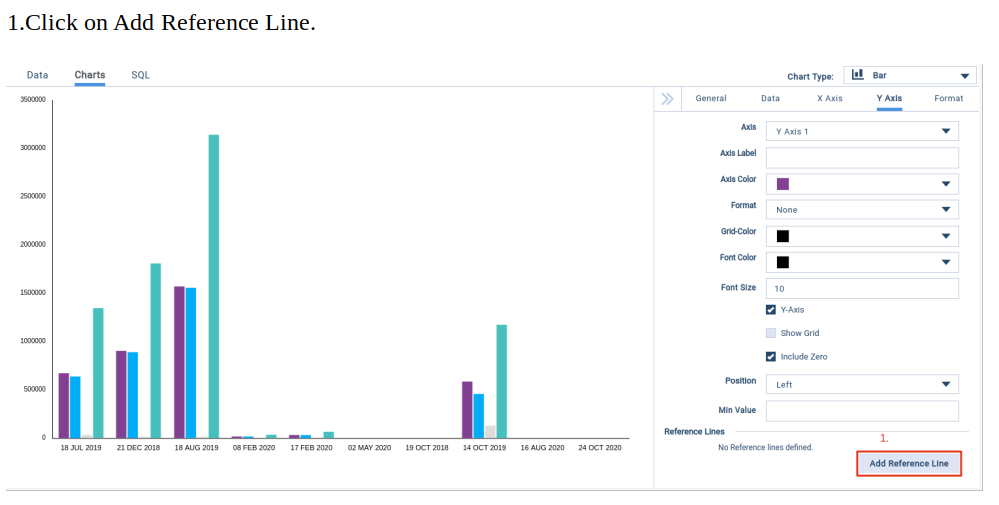 1.Click on Add Reference Line.
Data Charts SQL
Chart Type: Bar
General Data X Axis Y Axis Format
3500000
3000000
2500000
2000000
1500000
1000000
500000
0
18 JUL 2019 21 DEC 2018 18 AUG 2019 08 FEB 2020 17 FEB 2020 02 MAY 2020 19 OCT 2018 14 OCT 2019 16 AUG 2020 24 OCT 2020
Axis Y Axis 1
Axis Label
Axis Color
Format None
Grid-Color
Font Color
Font Size 10
Y-Axis
Show Grid
Include Zero
Position Left
Min Value
Reference Lines
1.
No Reference lines defined.
Add Reference Line